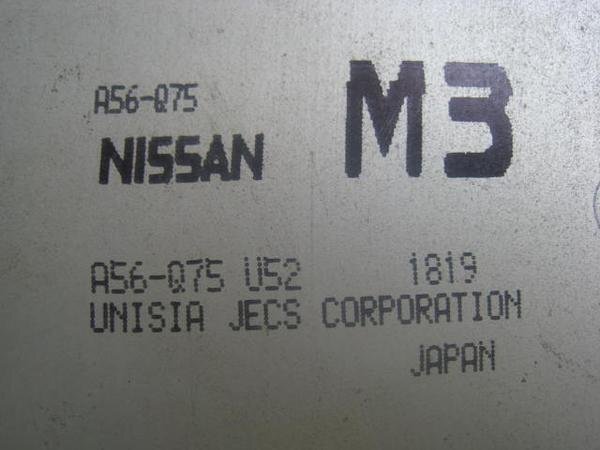 A56-Q75
M3
NISSAN
A56-Q75 U52 1819
UNISIA JECS CORPORATION
JAPAN